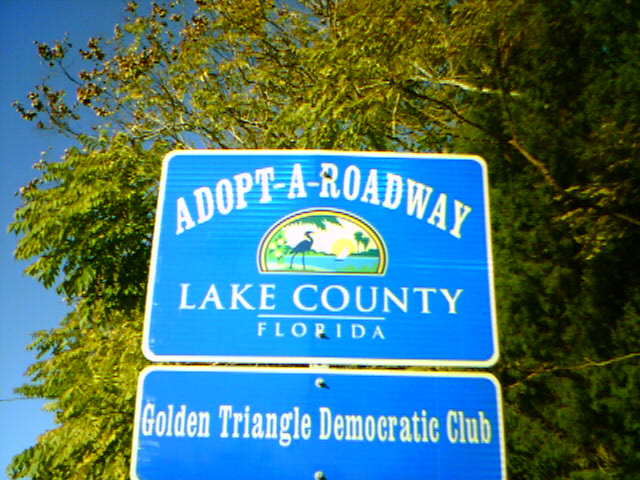 ADOPT-A-ROADWAY
LAKE COUNTY
FLORIDA
Golden Triangle Democratic Club